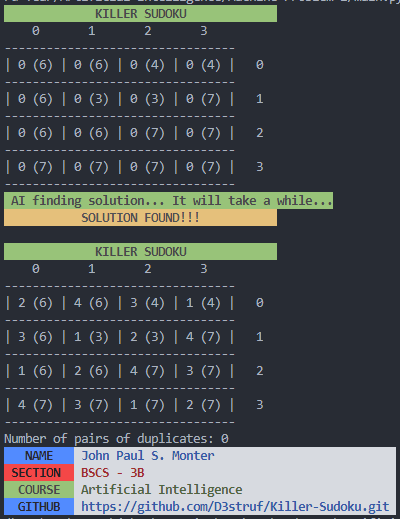 KILLER SUDOKU
0 1 2 3
---------------------------------
| 0 (6) | 0 (6) | 0 (4) | 0 (4) | 0
---------------------------------
| 0 (6) | 0 (3) | 0 (3) | 0 (7) | 1
---------------------------------
| 0 (6) | 0 (6) | 0 (7) | 0 (7) | 2
---------------------------------
| 0 (7) | 0 (7) | 0 (7) | 0 (7) | 3
---------------------------------
AI finding solution... It will take a while...
SOLUTION FOUND!!!
KILLER SUDOKU
0 1 2 3
---------------------------------
| 2 (6) | 4 (6) | 3 (4) | 1 (4) | 0
---------------------------------
| 3 (6) | 1 (3) | 2 (3) | 4 (7) | 1
---------------------------------
| 1 (6) | 2 (6) | 4 (7) | 3 (7) | 2
---------------------------------
| 4 (7) | 3 (7) | 1 (7) | 2 (7) | 3
---------------------------------
Number of pairs of duplicates: 0
NAME John Paul S. Monter
SECTION BSCS - 3B
COURSE Artificial Intelligence
GITHUB https://github.com/D3struf/Killer-Sudoku.git